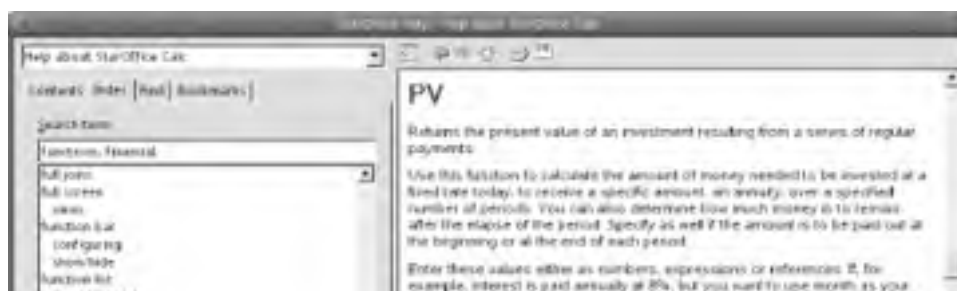 StarOffice Help - Help about StarOffice Calc
Help about StarOffice Calc
Contents Index Find Bookmarks
Search term
functions, financial
full joins
full screen
views
function bar
configuring
show/hide
function list
PV
Returns the present value of an investment resulting from a series of regular
payments.
Use this function to calculate the amount of money needed to be invested at a
fixed rate today, to receive a specific amount, an annuity, over a specified
number of periods. You can also determine how much money is to remain
after the elapse of the period. Specify as well if the amount is to be paid out at
the beginning or at the end of each period.
Enter these values either as numbers, expressions or references. If, for
example, interest is paid annually at 8%, but you want to use month as your